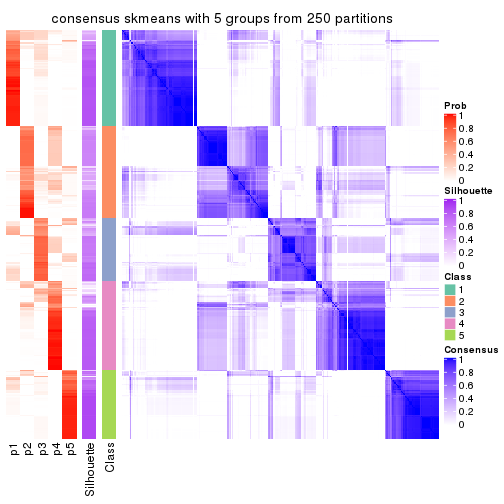 consensus skmeans with 5 groups from 250 partitions
Prob
1
0.8
0.6
0.4
0.2
0
Silhouette
1
0.8
0.6
0.4
0.2
0
Class
1
2
3
4
5
Consensus
1
0.8
0.6
0.4
0.2
0
p1
p2
p3
p4
p5
Silhouette
Class